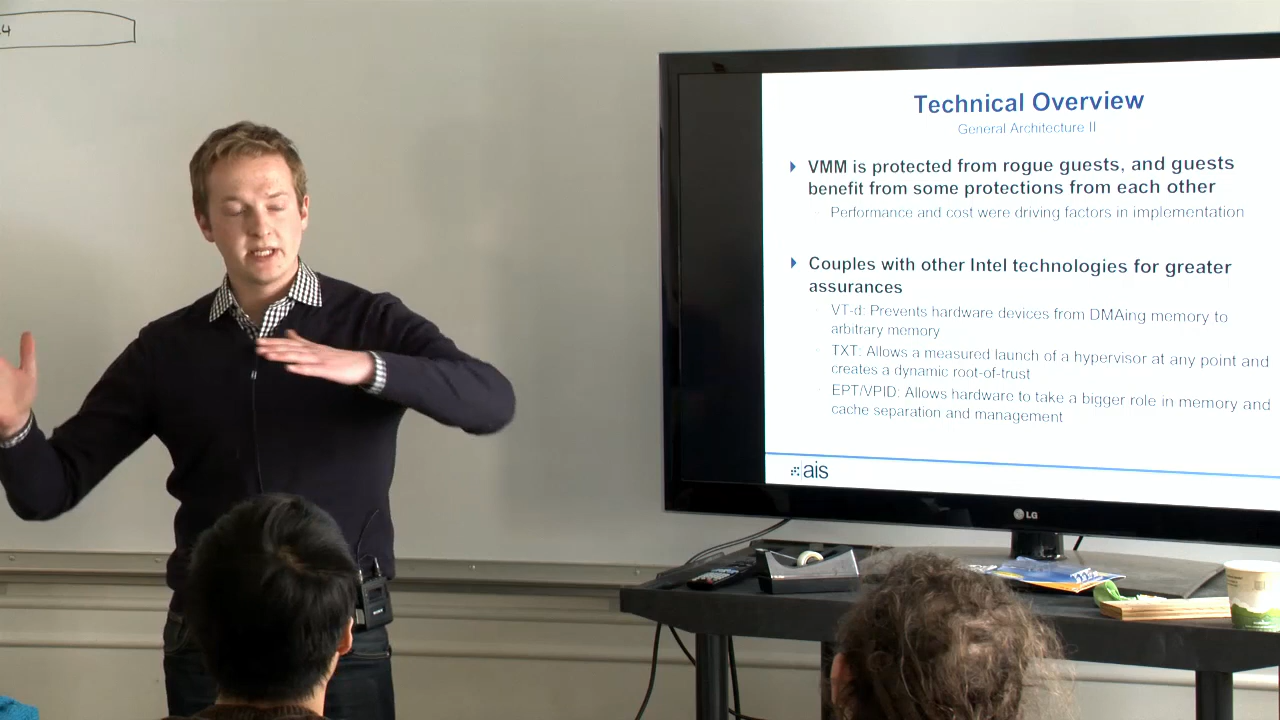 4
Technical Overview
General Architecture II
VMM is protected from rogue guests, and guests
benefit from some protections from each other
Performance and cost were driving factors in implementation
Couples with other Intel technologies for greater
assurances
VT-d: Prevents hardware devices from DMAing memory to
arbitrary memory
TXT: Allows a measured launch of a hypervisor at any point and
creates a dynamic root-of-trust
EPT/VPID: Allows hardware to take a bigger role in memory and
cache separation and management
ais
LG